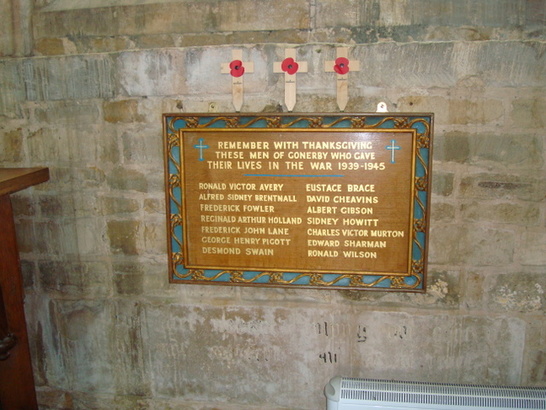 REMEMBER WITH THANKSGIVING
THESE MEN OF GONERBY WHO GAVE
THEIR LIVES IN THE WAR 1939-1945
RONALD VICTOR AVERY
ALFRED SIDNEY BRENTNALL
FREDERICK FOWLER
REGINALD ARTHUR HOLLAND
FREDERICK JOHN LANE
GEORGE HENRY PIGOTT
DESMOND SWAIN
EUSTACE BRACE
DAVID CHEAVINS
ALBERT GIBSON
SIDNEY HOWITT
CHARLES VICTOR MURTON
EDWARD SHARMAN
RONALD WILSON